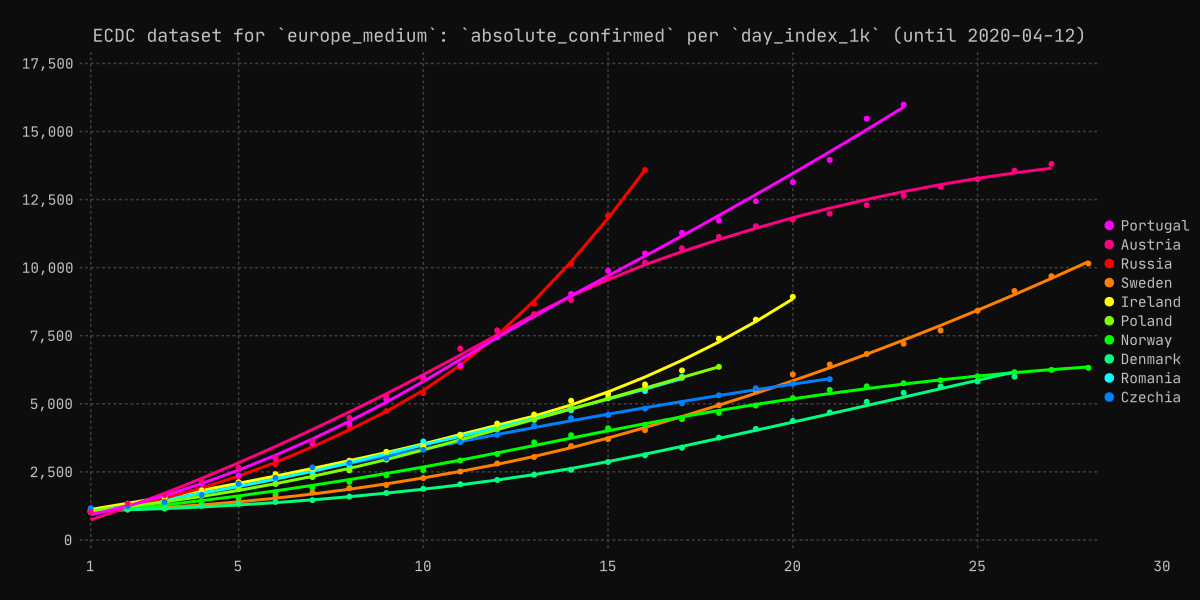 ECDC dataset for `europe_medium`: `absolute_confirmed` per `day_index_1k` (until 2020-04-12)
17,500
15,000
12,500
10,000
7,500
5,000
2,500
0
1 5 10 15 20 25 30
Portugal
Austria
Russia
Sweden
Ireland
Poland
Norway
Denmark
Romania
Czechia